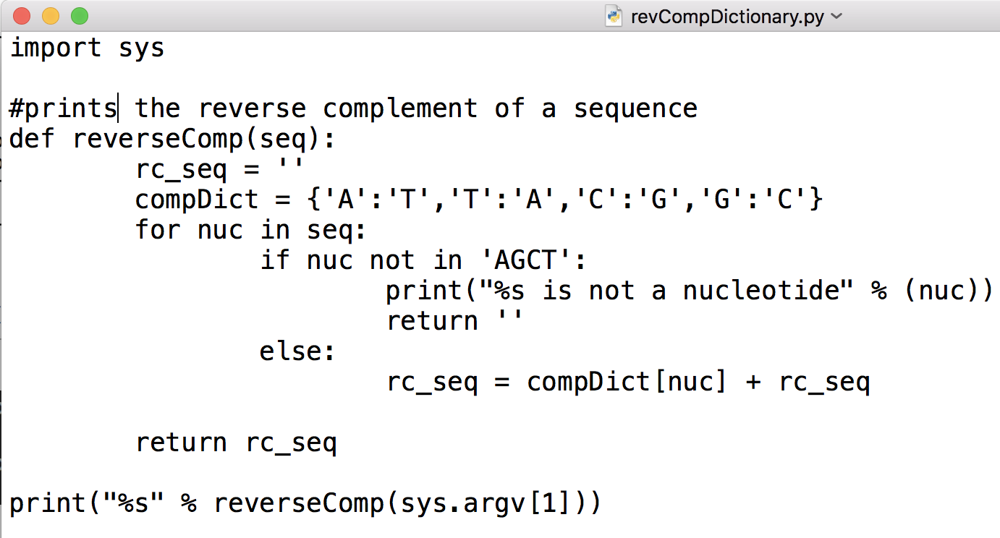 revCompDictionary.py
import sys

#prints the reverse complement of a sequence
def reverseComp(seq):
        rc_seq = ''
        compDict = {'A':'T','T':'A','C':'G','G':'C'}
        for nuc in seq:
                if nuc not in 'AGCT':
                        print("%s is not a nucleotide" % (nuc))
                        return ''
                else:
                        rc_seq = compDict[nuc] + rc_seq

        return rc_seq

print("%s" % reverseComp(sys.argv[1]))